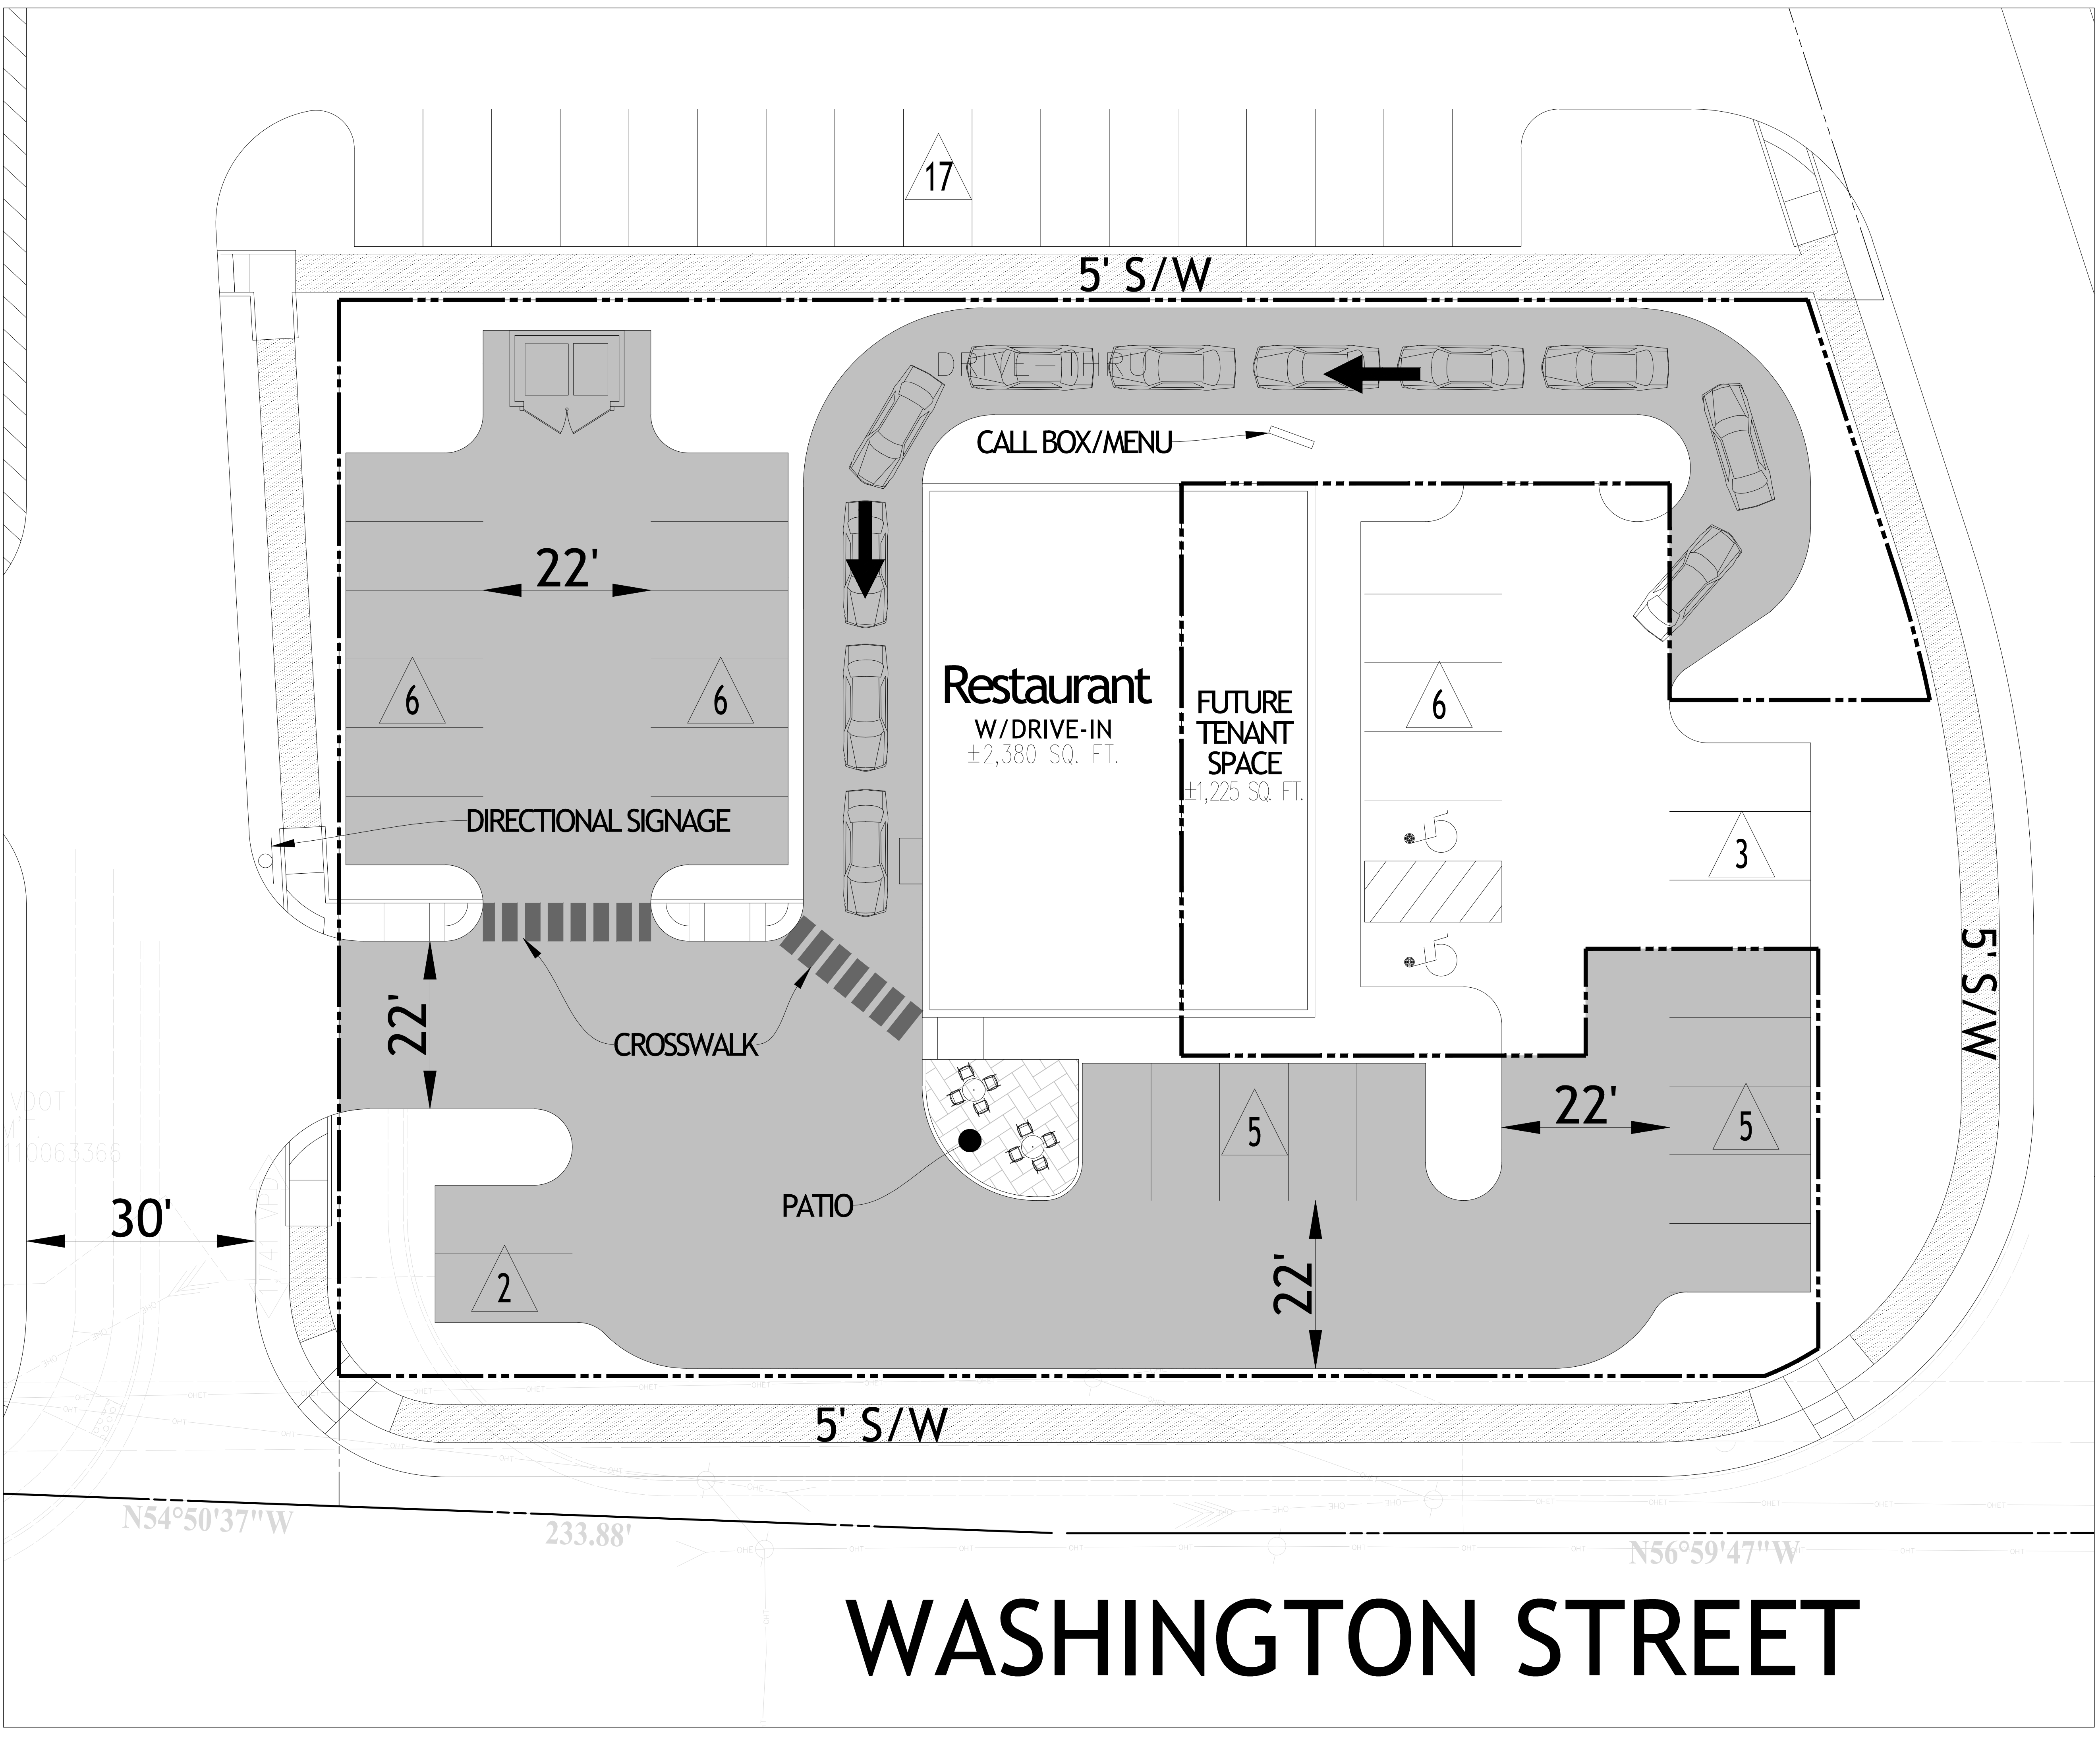 17
5' S/W
DRIVE-THRU
CALL BOX/MENU
22'
6
6
Restaurant
W/DRIVE-IN
±2,380 SQ. FT.
FUTURE
TENANT
SPACE
±1,225 SQ. FT.
6
DIRECTIONAL SIGNAGE
3
5' S/W
22'
CROSSWALK
VDOT
M'T.
110063366
5
22'
5
PATIO
30'
2
22'
5' S/W
N54°50'37"W
233.88'
N56°59'47"W
WASHINGTON STREET